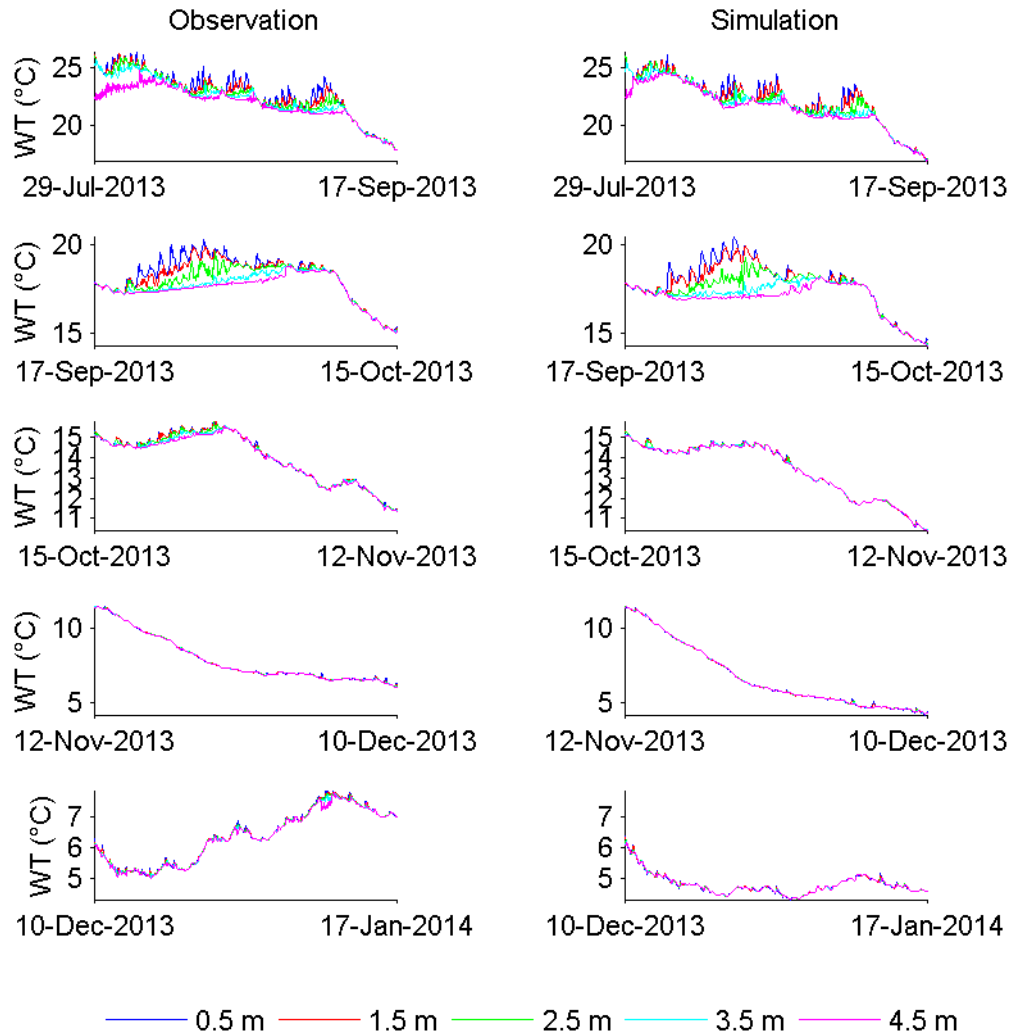 Observation Simulation
WT (°C) 25 20 25 20
29-Jul-2013 17-Sep-2013 29-Jul-2013 17-Sep-2013
WT (°C) 20 15 20 15
17-Sep-2013 15-Oct-2013 17-Sep-2013 15-Oct-2013
WT (°C) 15 14 13 12 11 15 14 13 12 11
15-Oct-2013 12-Nov-2013 15-Oct-2013 12-Nov-2013
WT (°C) 10 5 10 5
12-Nov-2013 10-Dec-2013 12-Nov-2013 10-Dec-2013
WT (°C) 7 6 5 7 6 5
10-Dec-2013 17-Jan-2014 10-Dec-2013 17-Jan-2014
0.5 m 1.5 m 2.5 m 3.5 m 4.5 m